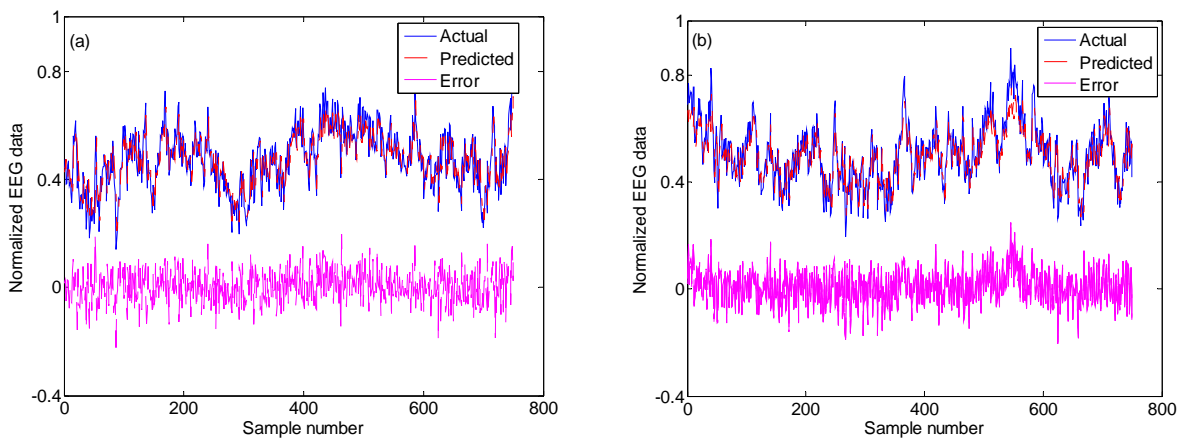 1
(a)
Actual
Predicted
Error
0.8
0.4
0
-0.4
Normalized EEG data
0 200 400 600 800
Sample number
1
(b)
Actual
Predicted
Error
0.8
0.4
0
-0.4
Normalized EEG data
0 200 400 600 800
Sample number